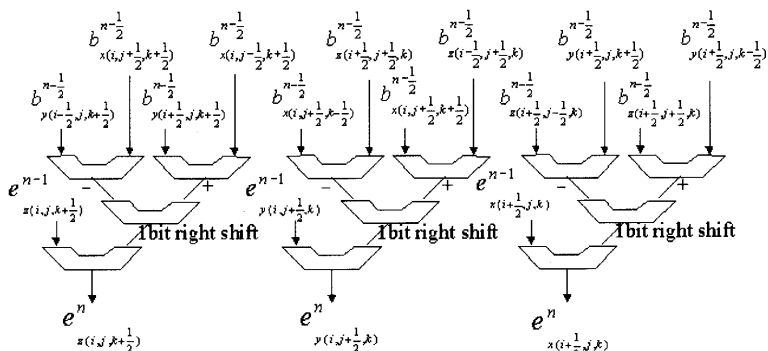 b^{n-1/2}_{x(i,j+1/2,k+1/2)} b^{n-1/2}_{x(i,j-1/2,k+1/2)} b^{n-1/2}_{z(i+1/2,j+1/2,k)} b^{n-1/2}_{z(i-1/2,j+1/2,k)} b^{n-1/2}_{y(i+1/2,j,k+1/2)} b^{n-1/2}_{y(i+1/2,j,k-1/2)}
b^{n-1/2}_{y(i-1/2,j,k+1/2)} b^{n-1/2}_{y(i+1/2,j,k+1/2)} b^{n-1/2}_{x(i,j+1/2,k-1/2)} b^{n-1/2}_{x(i,j+1/2,k+1/2)} b^{n-1/2}_{z(i+1/2,j-1/2,k)} b^{n-1/2}_{z(i+1/2,j+1/2,k)}
− + − + − +
e^{n-1}_{z(i,j,k+1/2)} e^{n-1}_{y(i,j+1/2,k)} e^{n-1}_{x(i+1/2,j,k)}
1bit right shift 1bit right shift 1bit right shift
e^{n}_{z(i,j,k+1/2)} e^{n}_{y(i,j+1/2,k)} e^{n}_{x(i+1/2,j,k)}